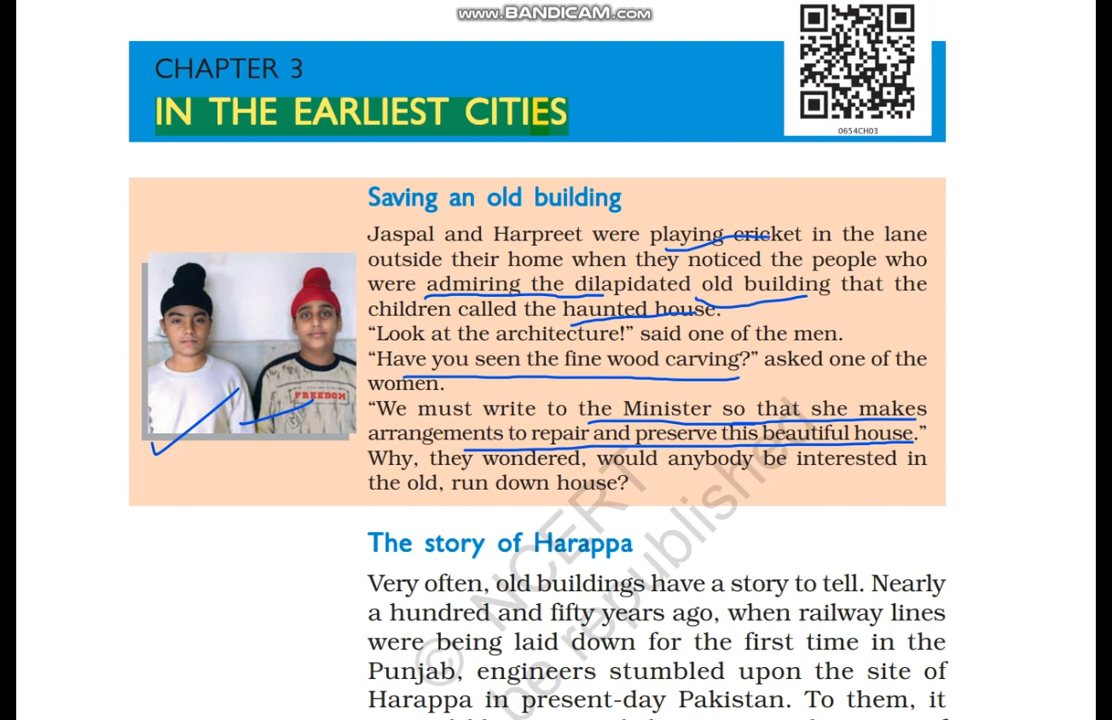 www.BANDICAM.com
CHAPTER 3
IN THE EARLIEST CITIES
0654CH03
Saving an old building
Jaspal and Harpreet were playing cricket in the lane
outside their home when they noticed the people who
were admiring the dilapidated old building that the
children called the haunted house.
“Look at the architecture!” said one of the men.
“Have you seen the fine wood carving?” asked one of the
women.
“We must write to the Minister so that she makes
arrangements to repair and preserve this beautiful house.”
Why, they wondered, would anybody be interested in
the old, run down house?
FREEDOM
The story of Harappa
Very often, old buildings have a story to tell. Nearly
a hundred and fifty years ago, when railway lines
were being laid down for the first time in the
Punjab, engineers stumbled upon the site of
Harappa in present-day Pakistan. To them, it
© NCERT
be republished